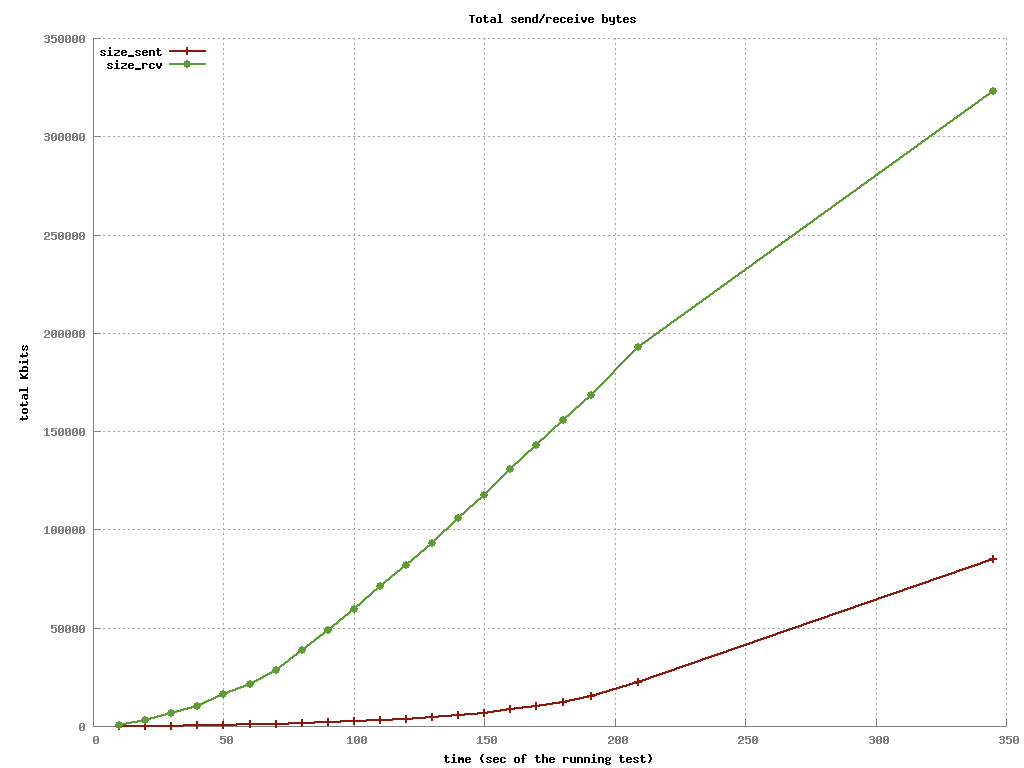 Total send/receive bytes
350000
size_sent
size_rcv
300000
250000
200000
total Kbits
150000
100000
50000
0
0 50 100 150 200 250 300 350
time (sec of the running test)